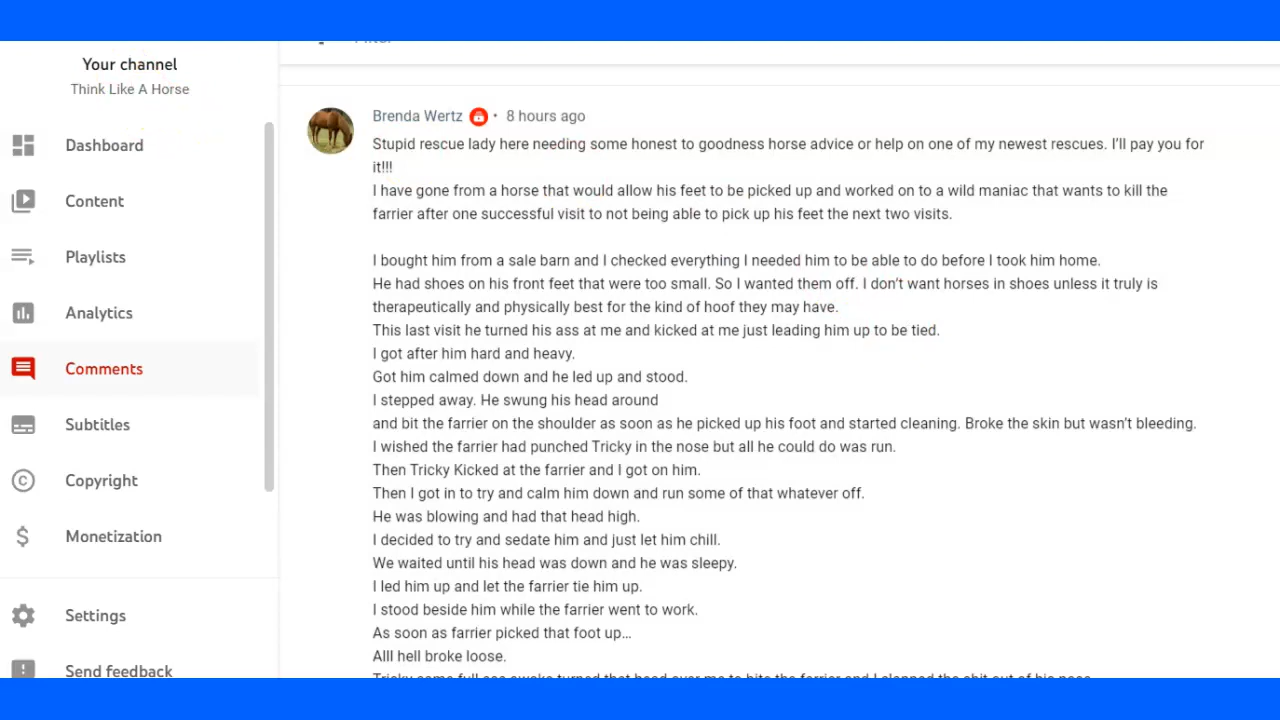 Your channel
Think Like A Horse
Dashboard
Content
Playlists
Analytics
Comments
Subtitles
Copyright
Monetization
Settings
Send feedback
Brenda Wertz • 8 hours ago
Stupid rescue lady here needing some honest to goodness horse advice or help on one of my newest rescues. I'll pay you for
it!!!
I have gone from a horse that would allow his feet to be picked up and worked on to a wild maniac that wants to kill the
farrier after one successful visit to not being able to pick up his feet the next two visits.
I bought him from a sale barn and I checked everything I needed him to be able to do before I took him home.
He had shoes on his front feet that were too small. So I wanted them off. I don't want horses in shoes unless it truly is
therapeutically and physically best for the kind of hoof they may have.
This last visit he turned his ass at me and kicked at me just leading him up to be tied.
I got after him hard and heavy.
Got him calmed down and he led up and stood.
I stepped away. He swung his head around
and bit the farrier on the shoulder as soon as he picked up his foot and started cleaning. Broke the skin but wasn't bleeding.
I wished the farrier had punched Tricky in the nose but all he could do was run.
Then Tricky Kicked at the farrier and I got on him.
Then I got in to try and calm him down and run some of that whatever off.
He was blowing and had that head high.
I decided to try and sedate him and just let him chill.
We waited until his head was down and he was sleepy.
I led him up and let the farrier tie him up.
I stood beside him while the farrier went to work.
As soon as farrier picked that foot up...
Alll hell broke loose.